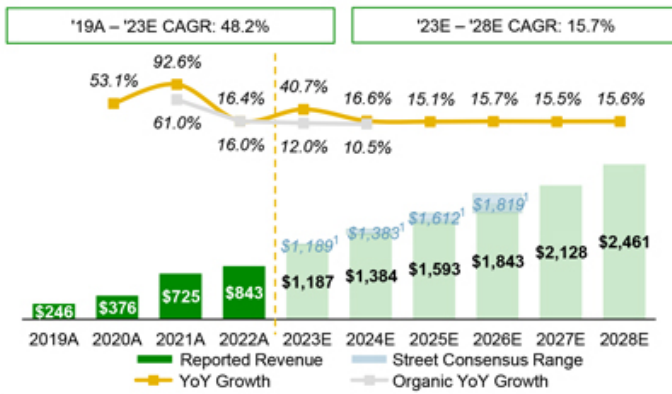 '19A – '23E CAGR: 48.2% '23E – '28E CAGR: 15.7%
53.1% 92.6% 16.4% 40.7% 16.6% 15.1% 15.7% 15.5% 15.6%
61.0% 16.0% 12.0% 10.5%
$1,189¹ $1,383¹ $1,612¹ $1,819¹
$246 $376 $725 $843 $1,187 $1,384 $1,593 $1,843 $2,128 $2,461
2019A 2020A 2021A 2022A 2023E 2024E 2025E 2026E 2027E 2028E
Reported Revenue Street Consensus Range
YoY Growth Organic YoY Growth